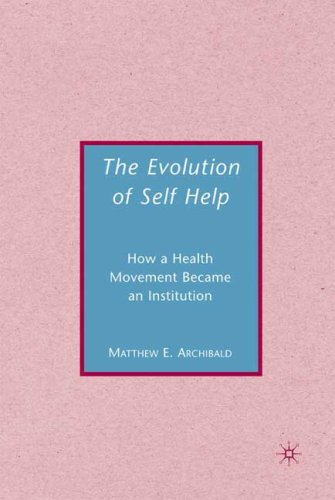 The Evolution
of Self Help
How a Health
Movement Became
an Institution
Matthew E. Archibald